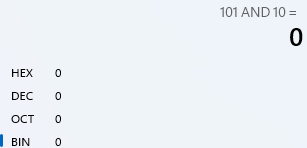 101 AND 10 =
0
HEX 0
DEC 0
OCT 0
BIN 0